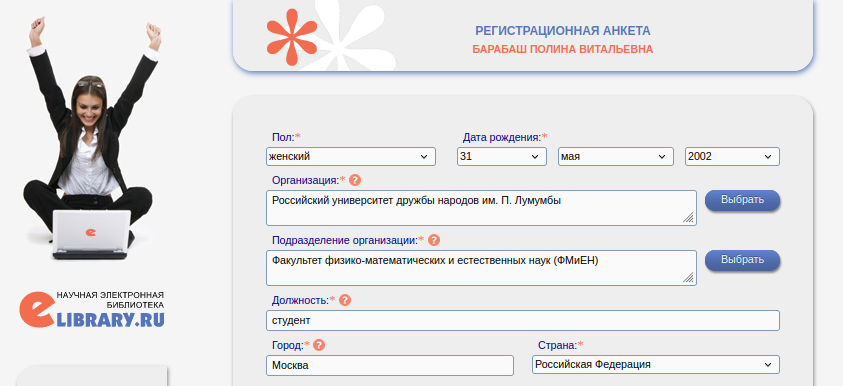 РЕГИСТРАЦИОННАЯ АНКЕТА
БАРАБАШ ПОЛИНА ВИТАЛЬЕВНА
Пол:* Дата рождения:*
женский 31 мая 2002
Организация:* ?
Российский университет дружбы народов им. П. Лумумбы Выбрать
Подразделение организации:* ?
Факультет физико-математических и естественных наук (ФМиЕН) Выбрать
Должность:* ?
студент
Город:* ? Страна:*
Москва Российская Федерация
НАУЧНАЯ ЭЛЕКТРОННАЯ
БИБЛИОТЕКА
eLIBRARY.RU